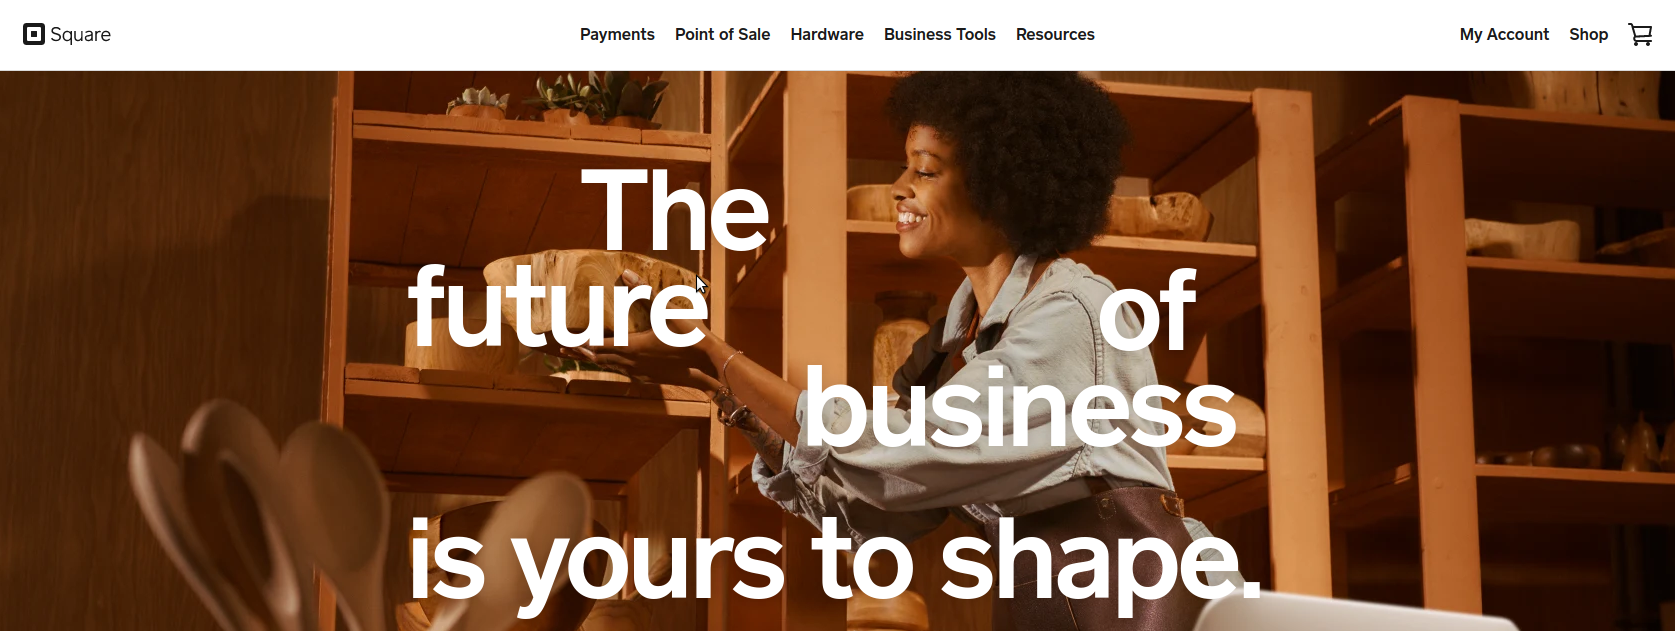 Square
Payments Point of Sale Hardware Business Tools Resources
My Account Shop
The
future of
business
is yours to shape.